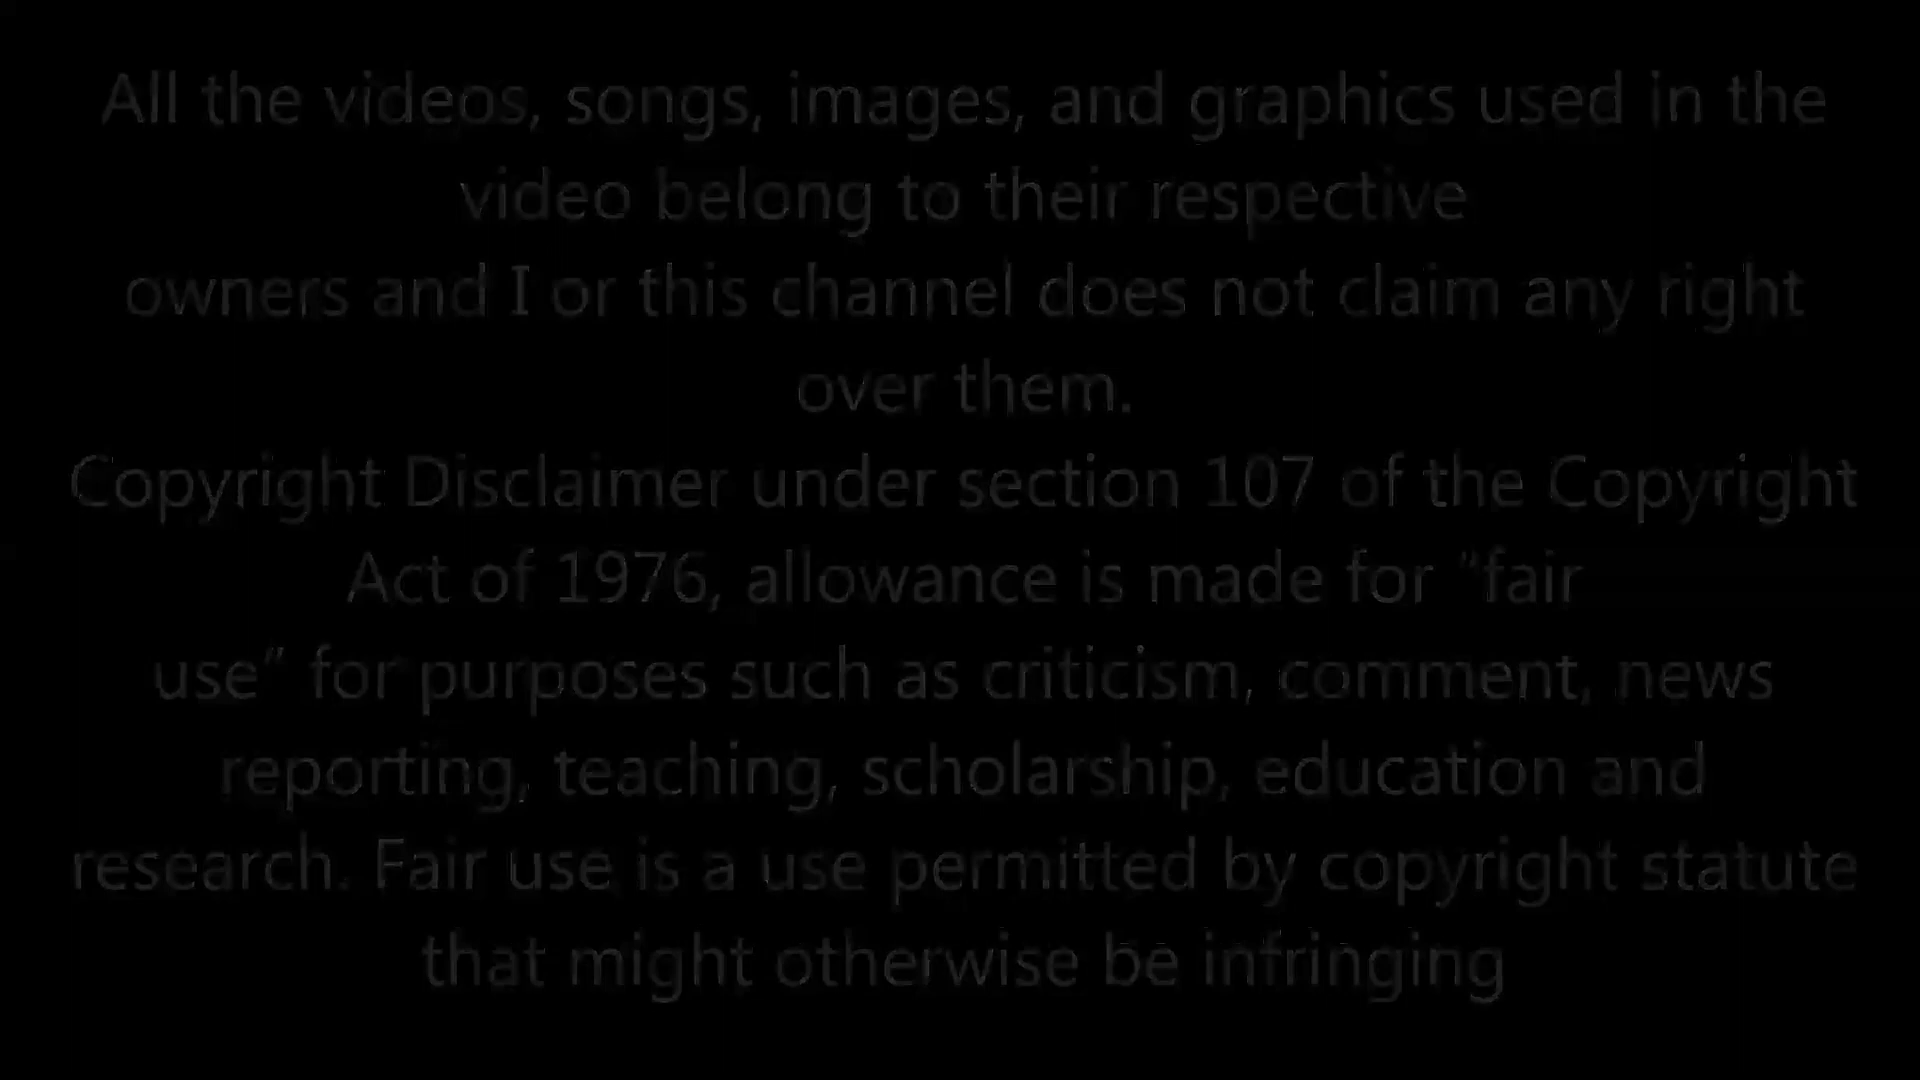 All the videos, songs, images, and graphics used in the
video belong to their respective
owners and I or this channel does not claim any right
over them.
Copyright Disclaimer under section 107 of the Copyright
Act of 1976, allowance is made for “fair
use” for purposes such as criticism, comment, news
reporting, teaching, scholarship, education and
research. Fair use is a use permitted by copyright statute
that might otherwise be infringing